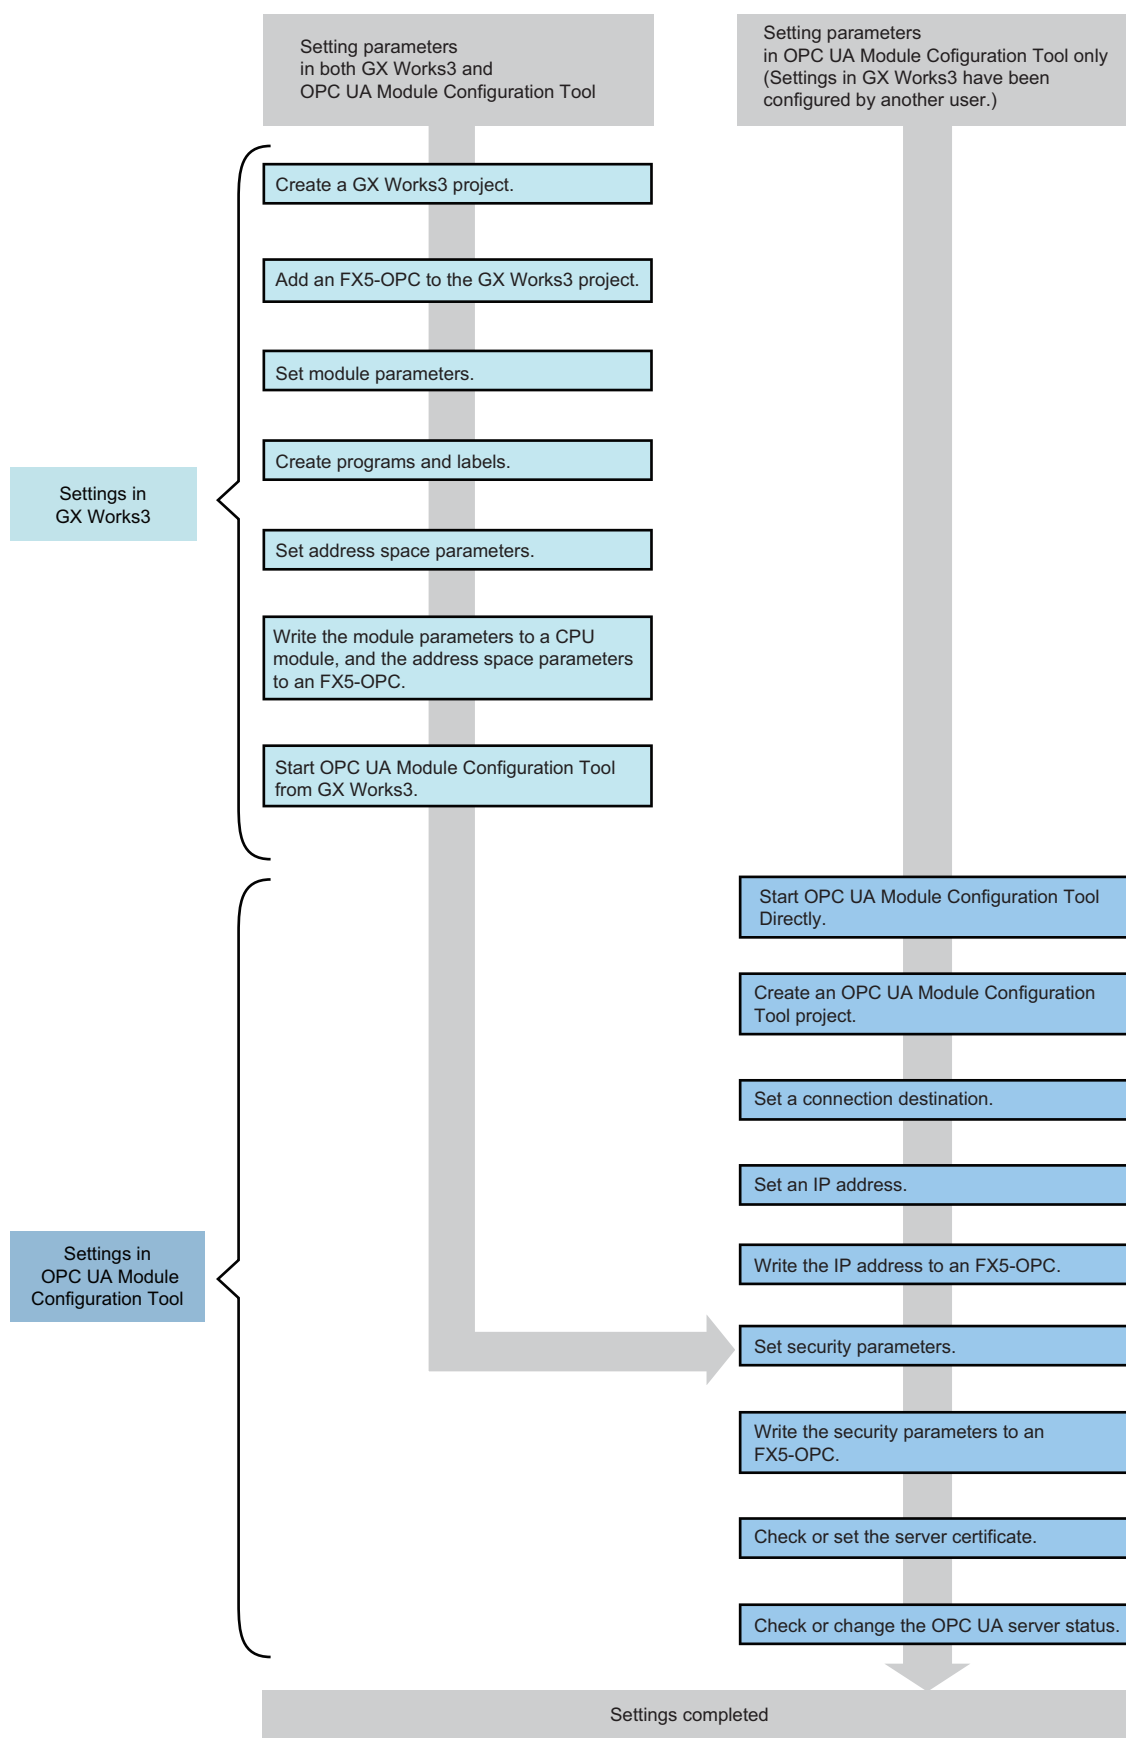 Setting parameters
in both GX Works3 and
OPC UA Module Configuration Tool
Setting parameters
in OPC UA Module Cofiguration Tool only
(Settings in GX Works3 have been
configured by another user.)
Create a GX Works3 project.
Add an FX5-OPC to the GX Works3 project.
Set module parameters.
Create programs and labels.
Settings in
GX Works3
Set address space parameters.
Write the module parameters to a CPU
module, and the address space parameters
to an FX5-OPC.
Start OPC UA Module Configuration Tool
from GX Works3.
Start OPC UA Module Configuration Tool
Directly.
Create an OPC UA Module Configuration
Tool project.
Set a connection destination.
Set an IP address.
Settings in
OPC UA Module
Configuration Tool
Write the IP address to an FX5-OPC.
Set security parameters.
Write the security parameters to an
FX5-OPC.
Check or set the server certificate.
Check or change the OPC UA server status.
Settings completed